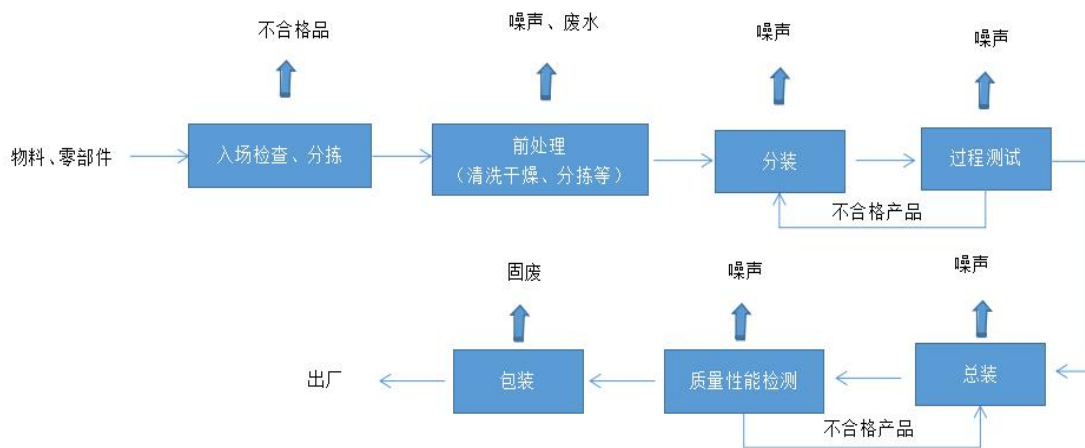 不合格品
噪声、废水
噪声
噪声
物料、零部件
入场检查、分拣
前处理
（清洗干燥、分拣等）
分装
过程测试
不合格产品
固废
噪声
噪声
出厂
包装
质量性能检测
总装
不合格产品